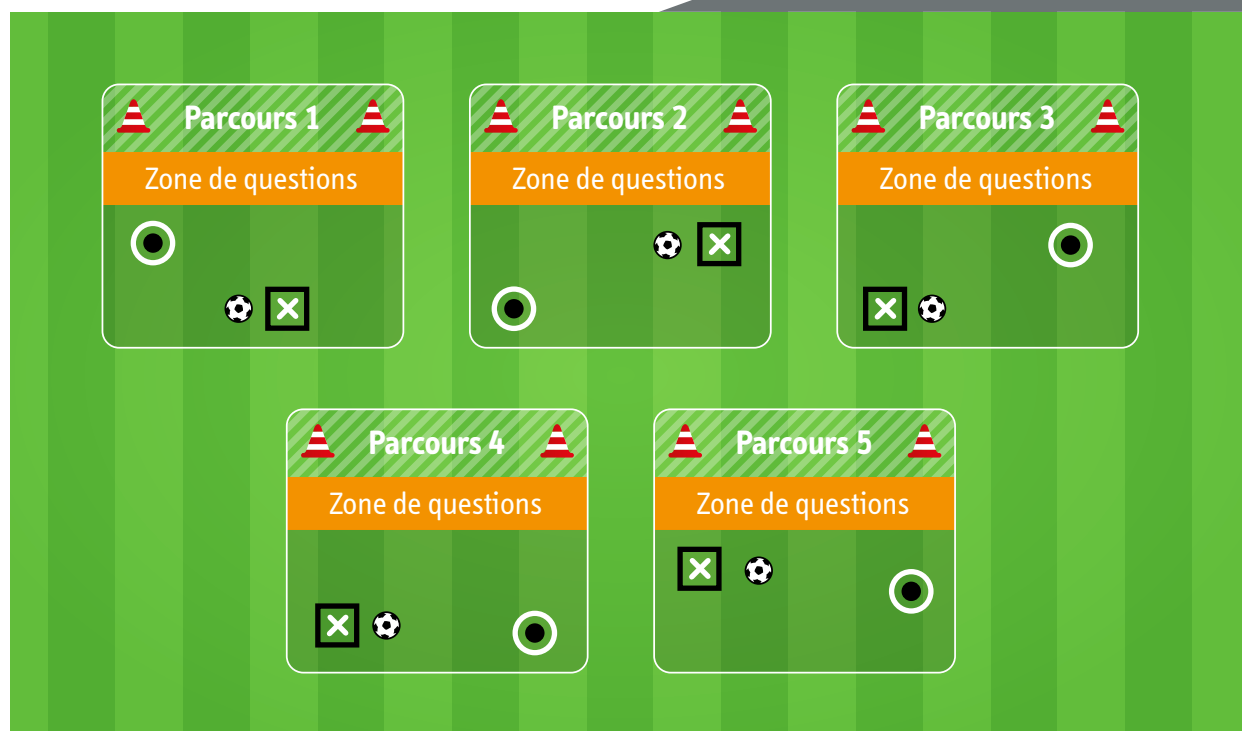 Parcours 1
Zone de questions
Parcours 2
Zone de questions
Parcours 3
Zone de questions
Parcours 4
Zone de questions
Parcours 5
Zone de questions